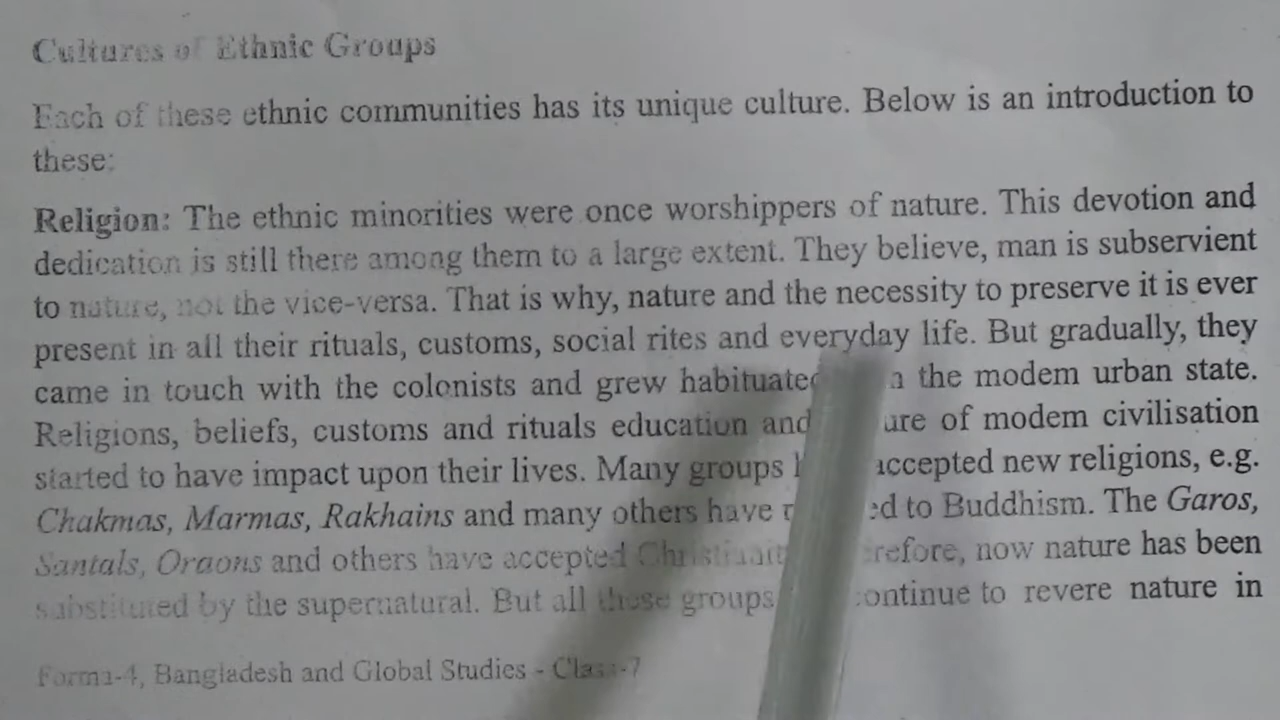 Cultures of Ethnic Groups
Each of these ethnic communities has its unique culture. Below is an introduction to
these:
Religion: The ethnic minorities were once worshippers of nature. This devotion and
dedication is still there among them to a large extent. They believe, man is subservient
to nature, not the vice-versa. That is why, nature and the necessity to preserve it is ever
present in all their rituals, customs, social rites and everyday life. But gradually, they
came in touch with the colonists and grew habituated the modem urban state.
Religions, beliefs, customs and rituals education and of modem civilisation
started to have impact upon their lives. Many groups accepted new religions, e.g.
Chakmas, Marmas, Rakhains and many others have to Buddhism. The Garos,
Santals, Oraons and others have accepted Christianity now nature has been
substituted by the supernatural. But all these groups continue to revere nature in
Forma-4, Bangladesh and Global Studies - Class-7